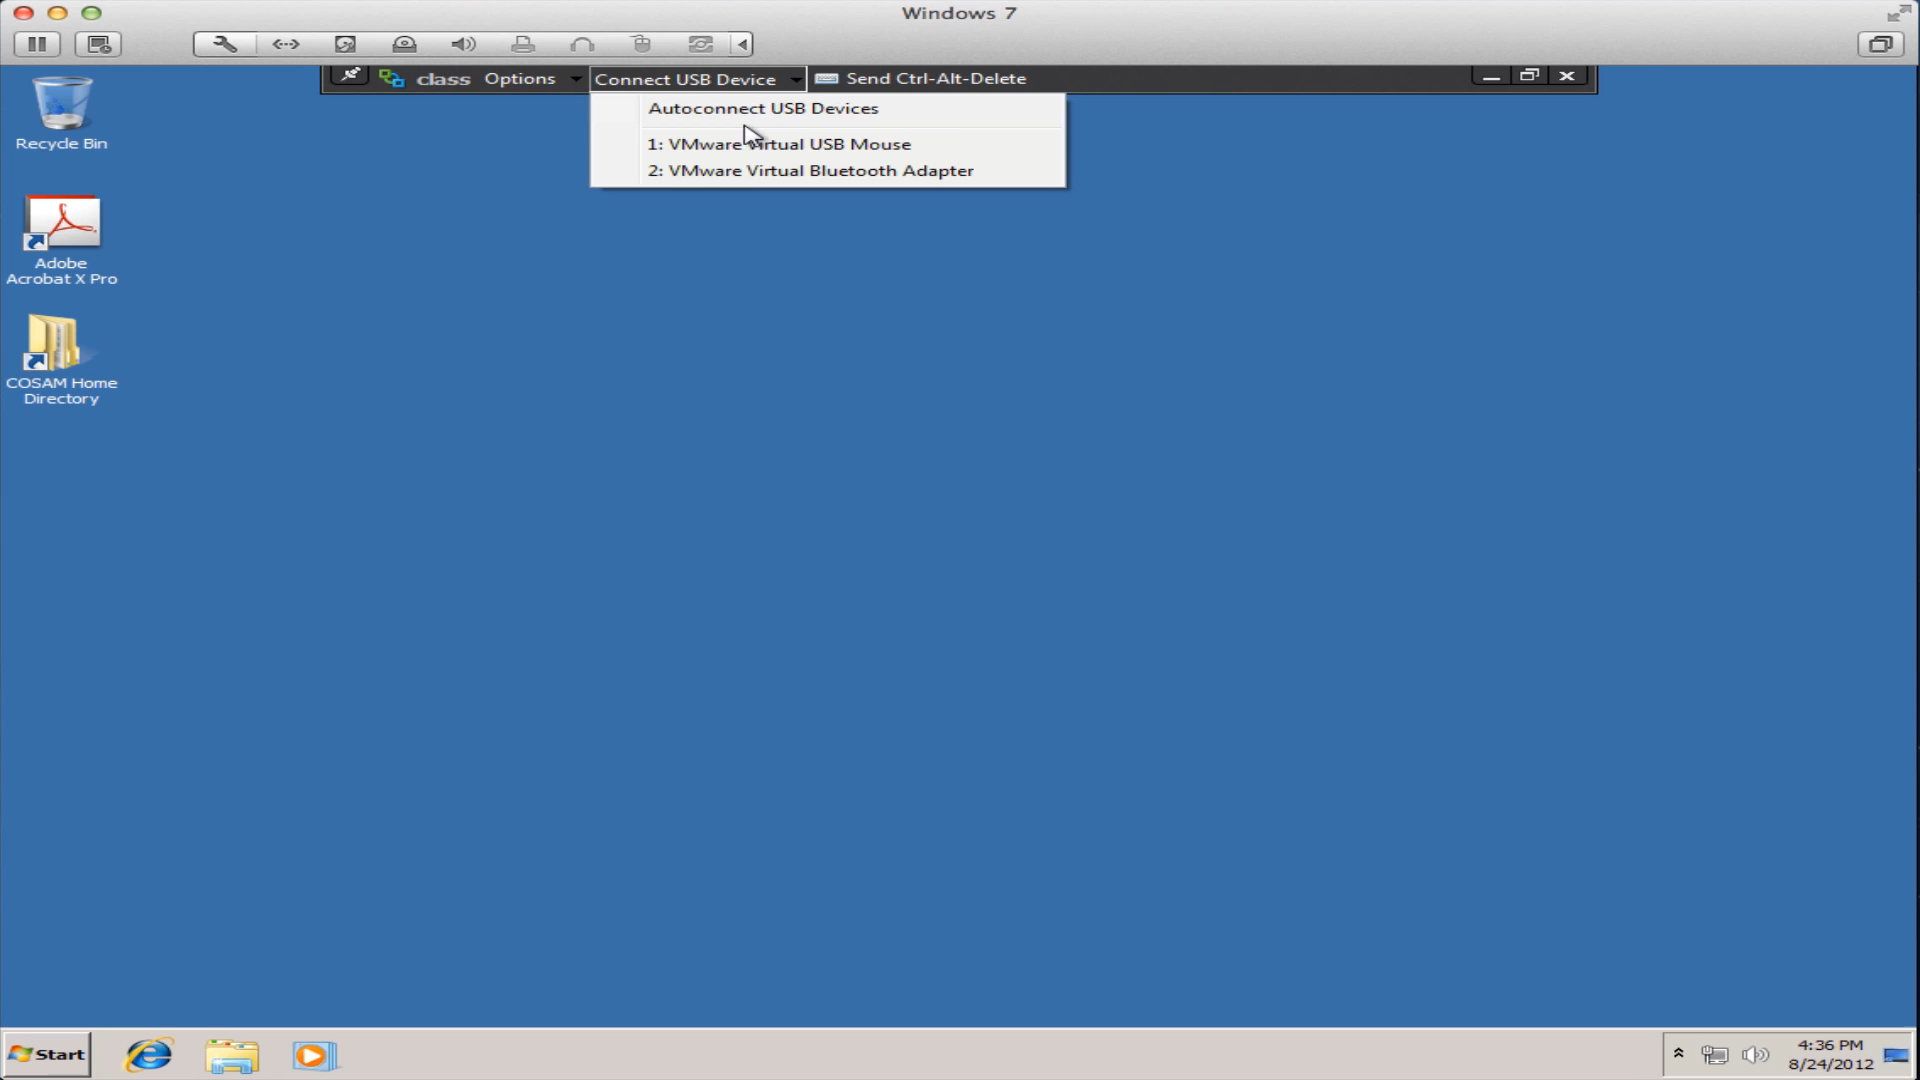 Windows 7
class Options Connect USB Device Send Ctrl-Alt-Delete
Autoconnect USB Devices
1: VMware Virtual USB Mouse
2: VMware Virtual Bluetooth Adapter
Recycle Bin
Adobe
Acrobat X Pro
COSAM Home
Directory
Start
4:36 PM
8/24/2012